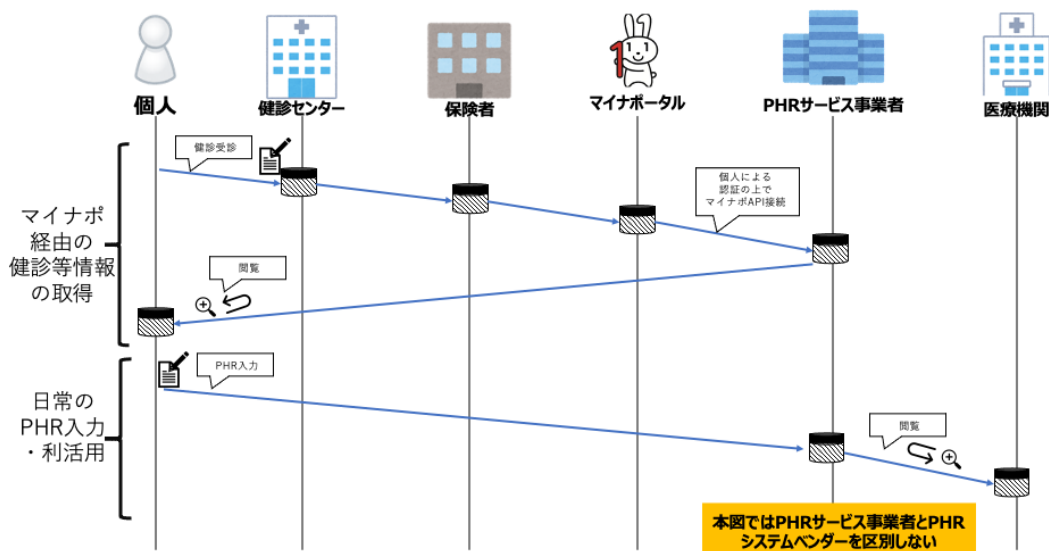 個人
健診センター
保険者
マイナポータル
PHRサービス事業者
医療機関
健診受診
個人による
認証の上で
マイナポAPI接続
マイナポ
経由の
健診等情報
の取得
閲覧
PHR入力
日常の
PHR入力
・利活用
閲覧
本図ではPHRサービス事業者とPHR
システムベンダーを区別しない